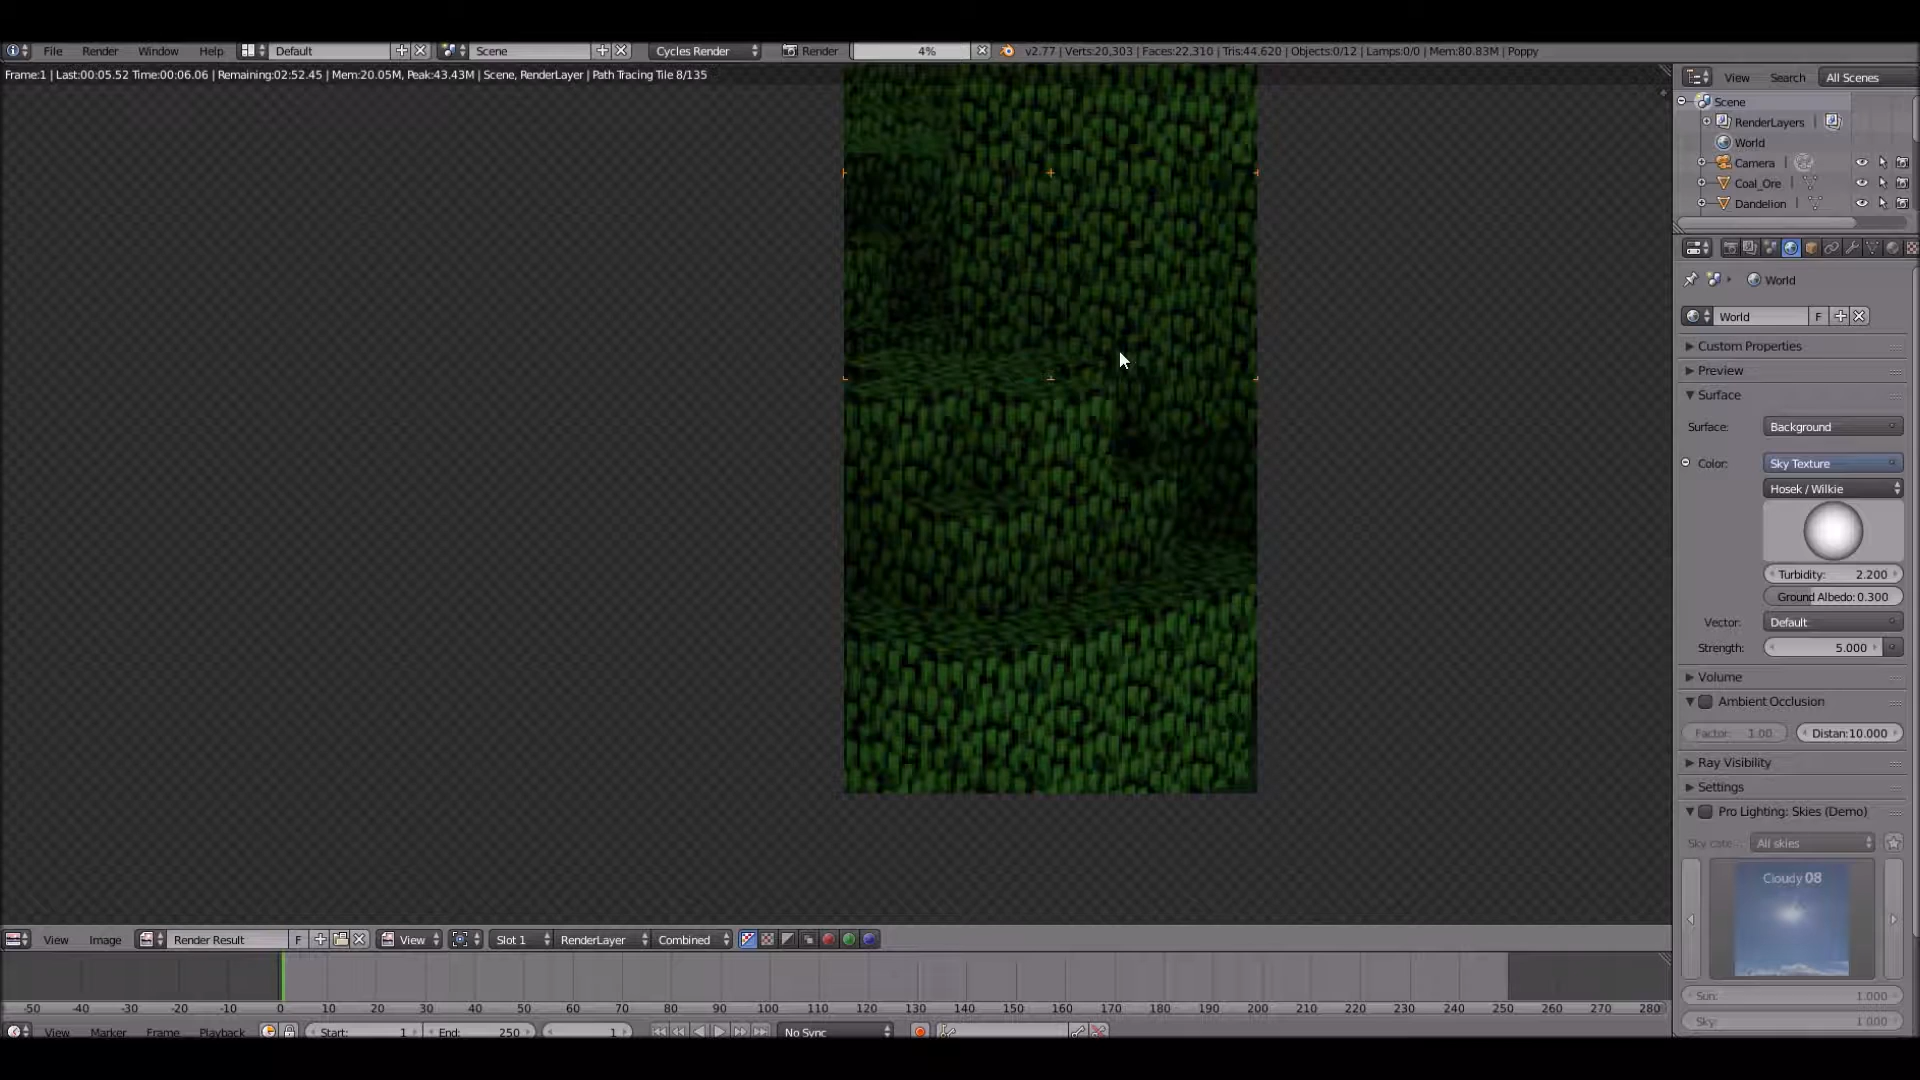 File Render Window Help Default Scene Cycles Render Render 4% v2.77 | Verts:20,303 | Faces:22,310 | Tris:44,620 | Objects:0/12 | Lamps:0/0 | Mem:80.83M | Poppy
Frame:1 | Last:00:05.52 Time:00:06.06 | Remaining:02:52.45 | Mem:20.05M, Peak:43.43M | Scene, RenderLayer | Path Tracing Tile 8/135
View Search All Scenes
Scene
RenderLayers
World
Camera
Coal_Ore
Dandelion
World
World F
Custom Properties
Preview
Surface
Surface: Background
Color: Sky Texture
Hosek / Wilkie
Turbidity: 2.200
Ground Albedo: 0.300
Vector: Default
Strength: 5.000
Volume
Ambient Occlusion
Factor: 1.00 Distan:10.000
Ray Visibility
Settings
Pro Lighting: Skies (Demo)
Sky cate... All skies
Cloudy 08
Sun: 1.000
Sky: 1.000
View Image Render Result F View Slot 1 RenderLayer Combined
-50 -40 -30 -20 -10 0 10 20 30 40 50 60 70 80 90 100 110 120 130 140 150 160 170 180 190 200 210 220 230 240 250 260 270 280
View Marker Frame Playback Start: 1 End: 250 1 No Sync